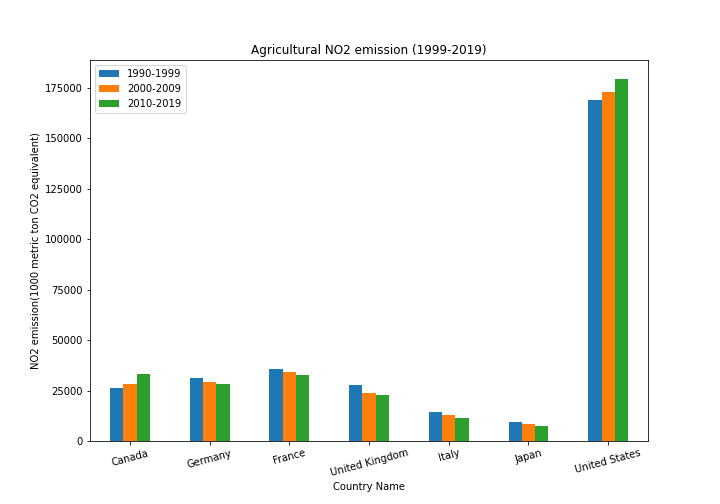 Agricultural NO2 emission (1999-2019)
1990-1999
2000-2009
2010-2019
NO2 emission(1000 metric ton CO2 equivalent)
175000
150000
125000
100000
75000
50000
25000
0
Canada
Germany
France
United Kingdom
Italy
Japan
United States
Country Name